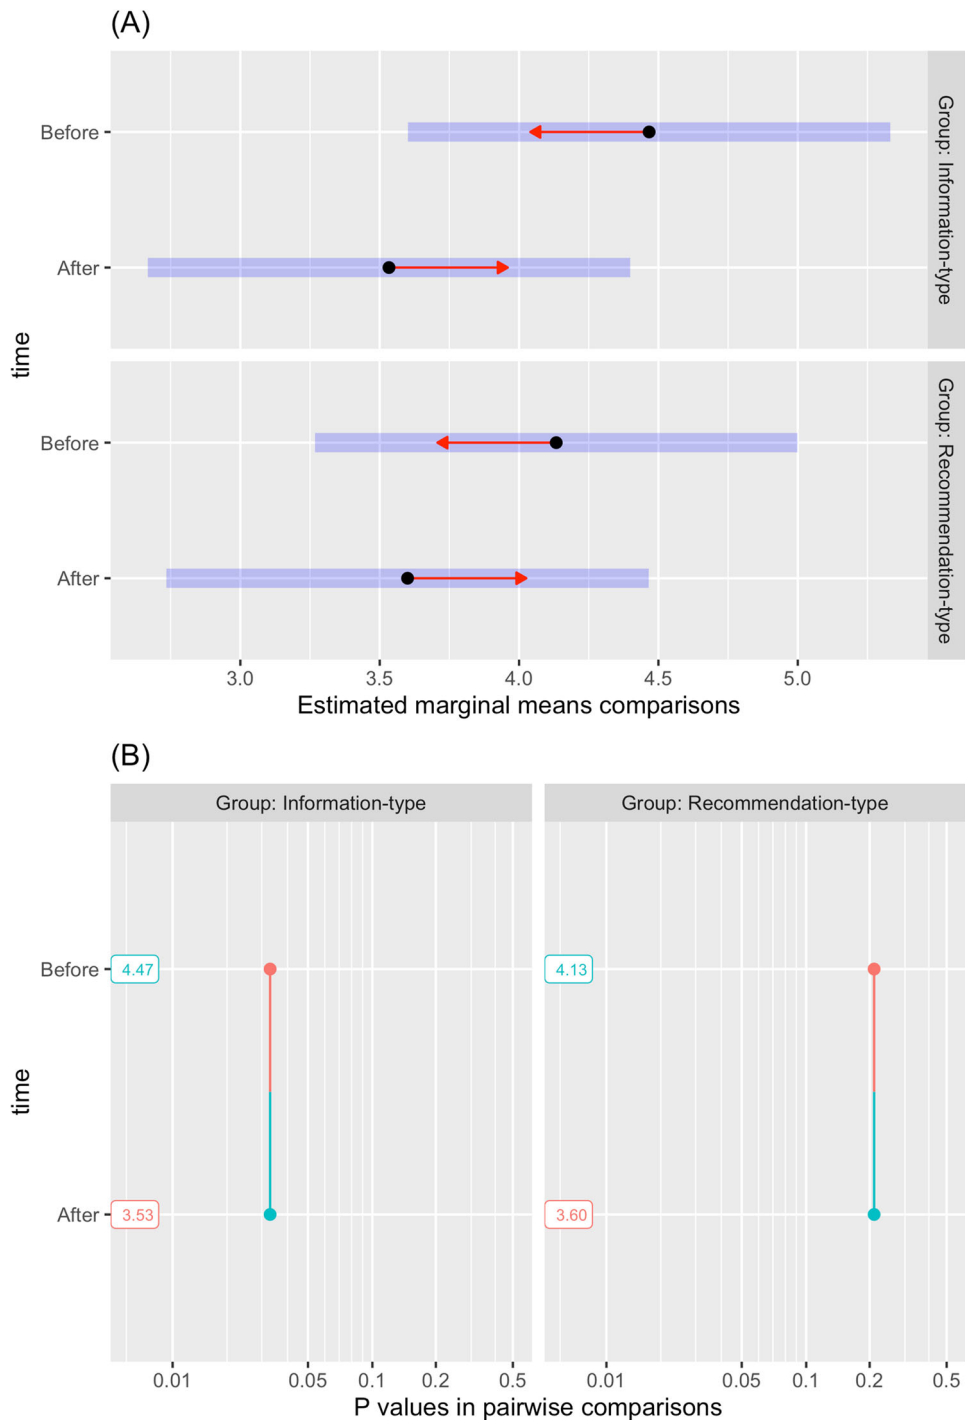 (A)
Before
After
Group: Information-type
Before
After
Group: Recommendation-type
time
3.0 3.5 4.0 4.5 5.0
Estimated marginal means comparisons
(B)
Group: Information-type
Group: Recommendation-type
Before
4.47
4.13
After
3.53
3.60
time
0.01 0.05 0.1 0.2 0.5
0.01 0.05 0.1 0.2 0.5
P values in pairwise comparisons